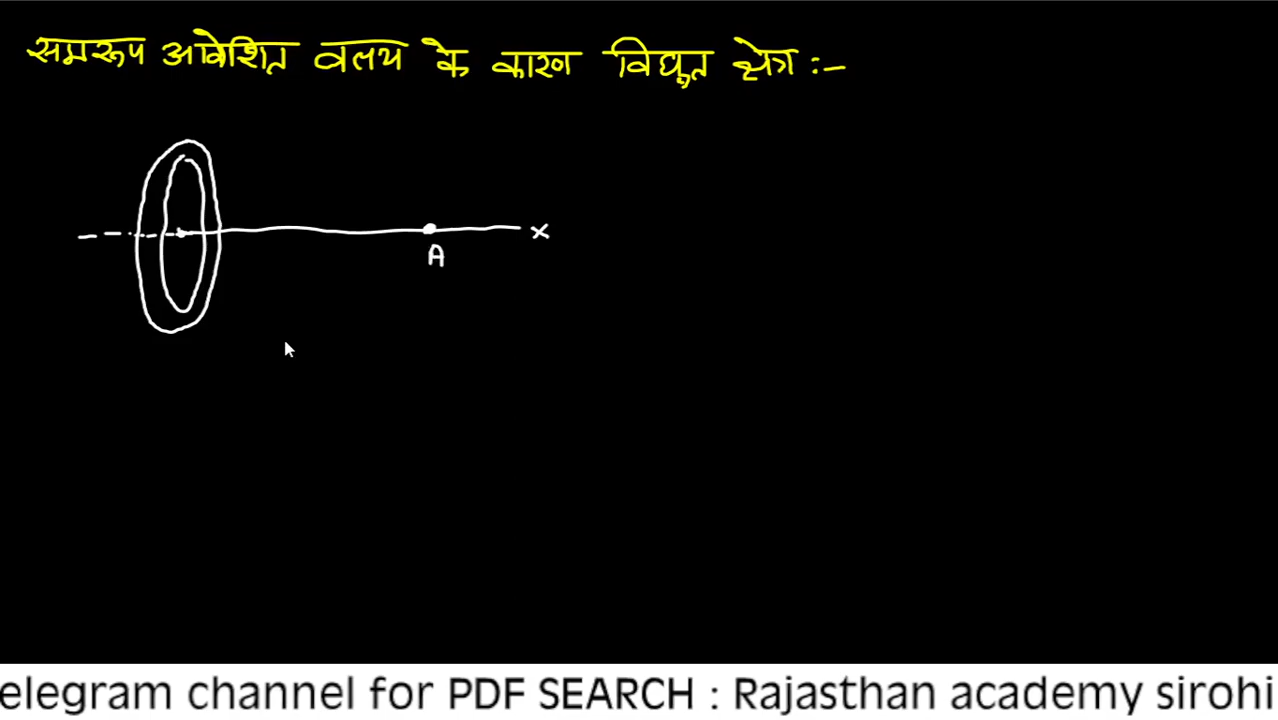 समरूप आवेशित वलय के कारण विद्युत क्षेत्र :-
x
A
elegram channel for PDF SEARCH : Rajasthan academy sirohi